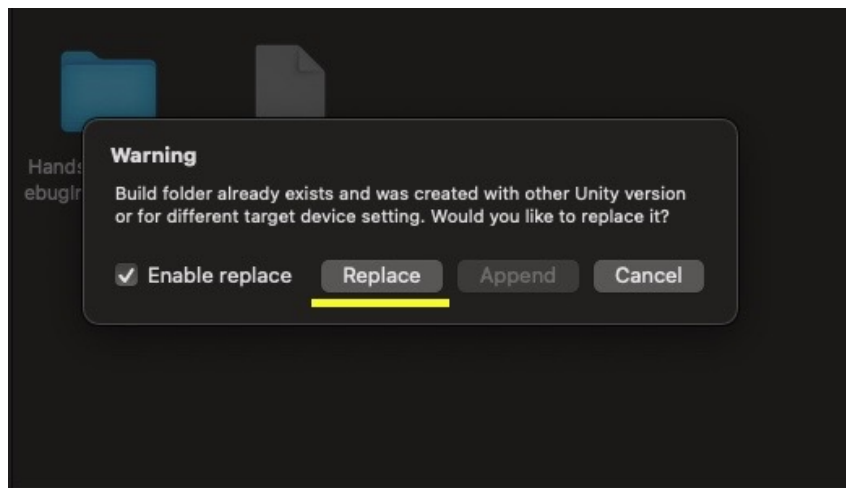 Hands
ebuglr
Warning
Build folder already exists and was created with other Unity version
or for different target device setting. Would you like to replace it?
Enable replace
Replace
Append
Cancel